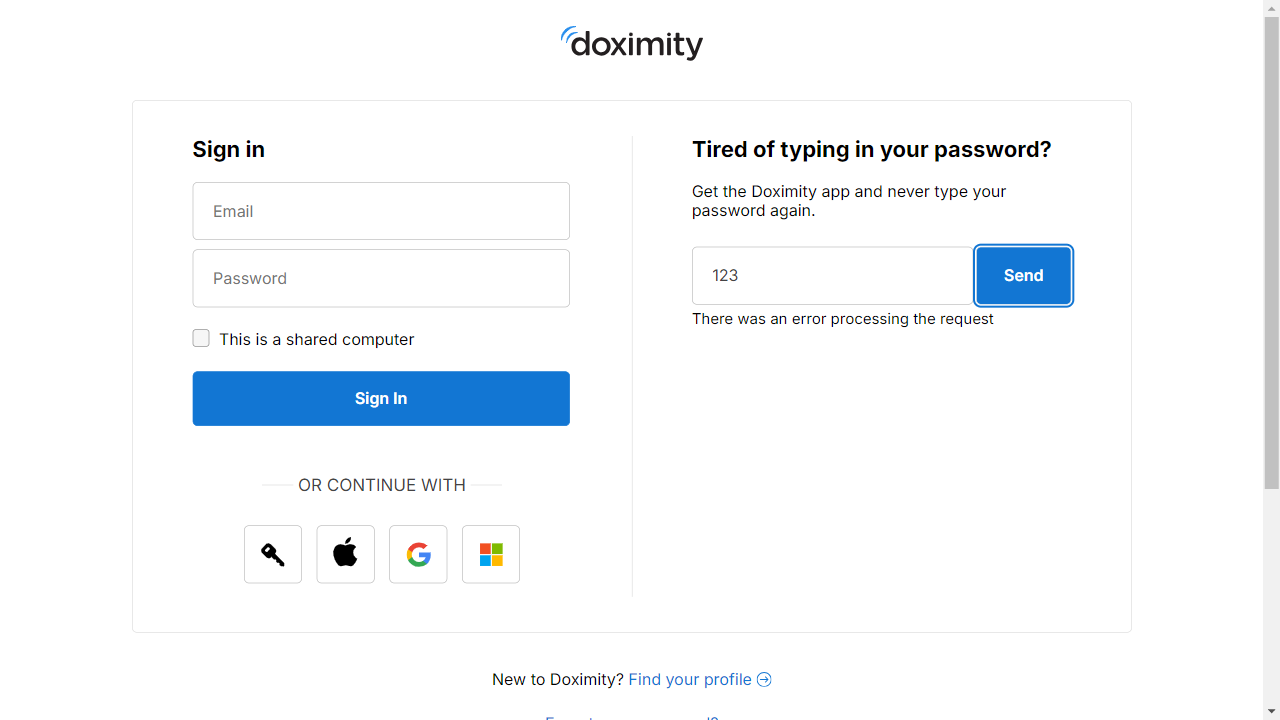 doximity
Sign in
Email
Password
This is a shared computer
Sign In
OR CONTINUE WITH
Tired of typing in your password?
Get the Doximity app and never type your
password again.
123
Send
There was an error processing the request
New to Doximity? Find your profile